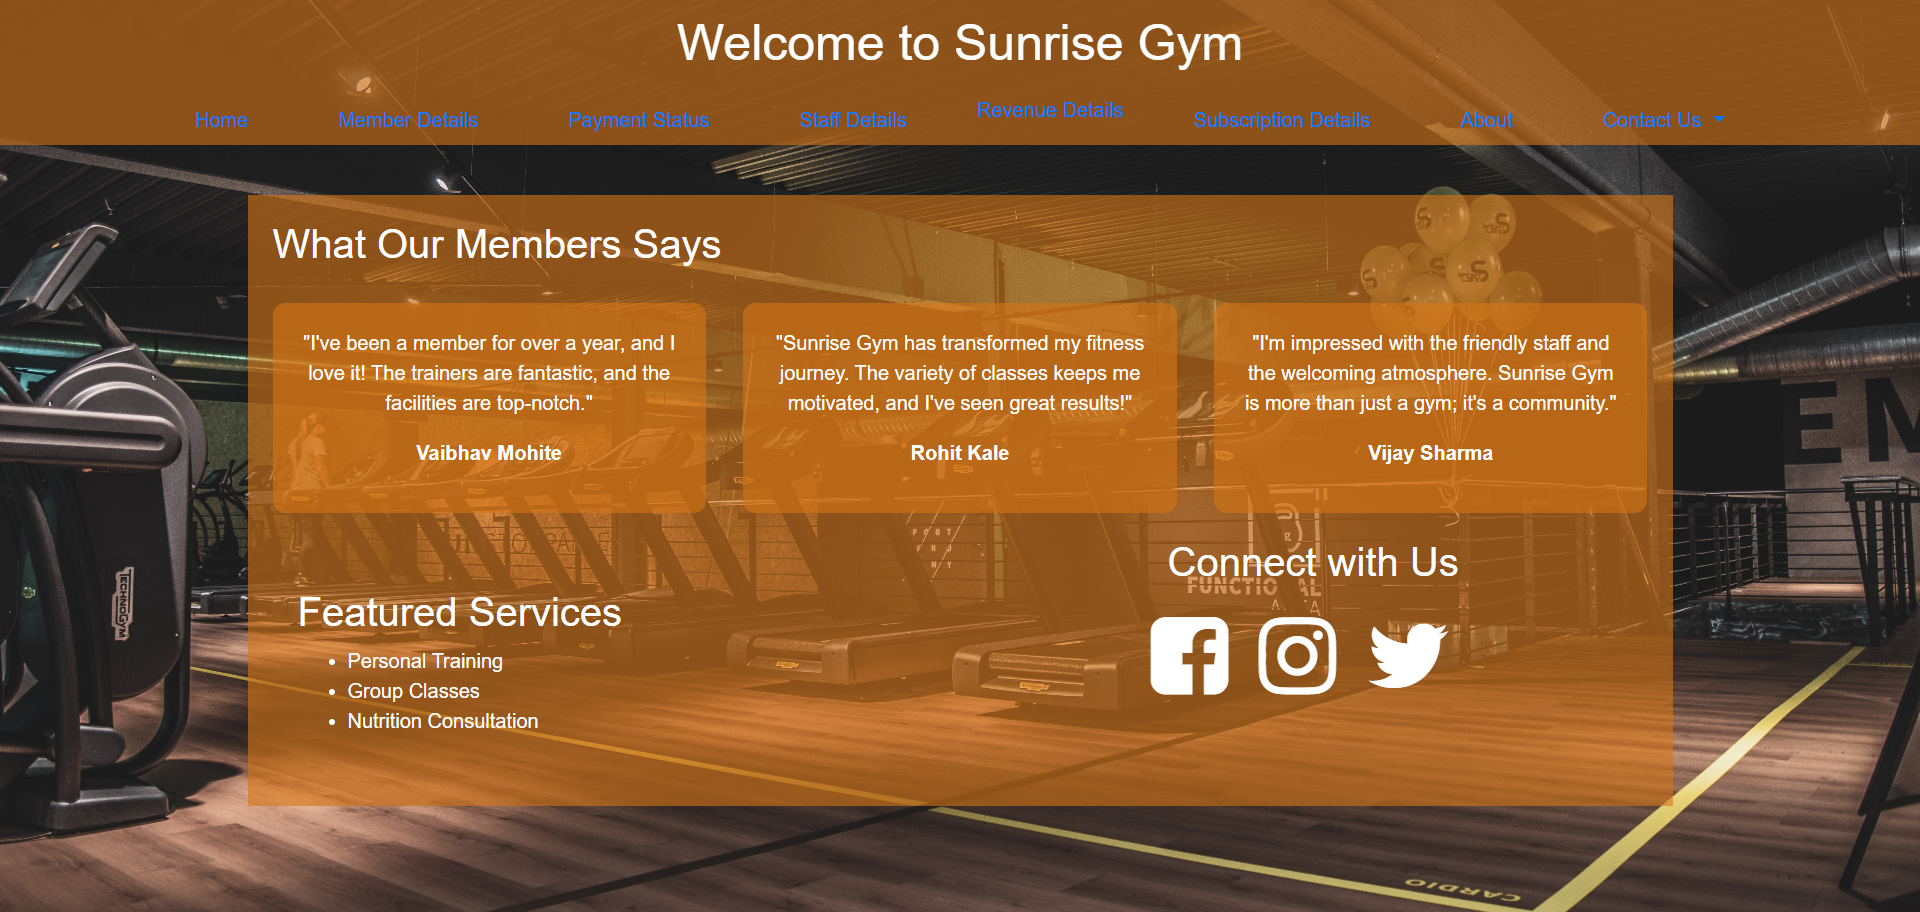 Welcome to Sunrise Gym
Home
Member Details
Payment Status
Staff Details
Revenue Details
Subscription Details
About
Contact Us
What Our Members Says
"I've been a member for over a year, and I
love it! The trainers are fantastic, and the
facilities are top-notch."
Vaibhav Mohite
"Sunrise Gym has transformed my fitness
journey. The variety of classes keeps me
motivated, and I've seen great results!"
Rohit Kale
"I'm impressed with the friendly staff and
the welcoming atmosphere. Sunrise Gym
is more than just a gym; it's a community."
Vijay Sharma
Connect with Us
Featured Services
Personal Training
Group Classes
Nutrition Consultation
TECHNOGYM
CARDIO